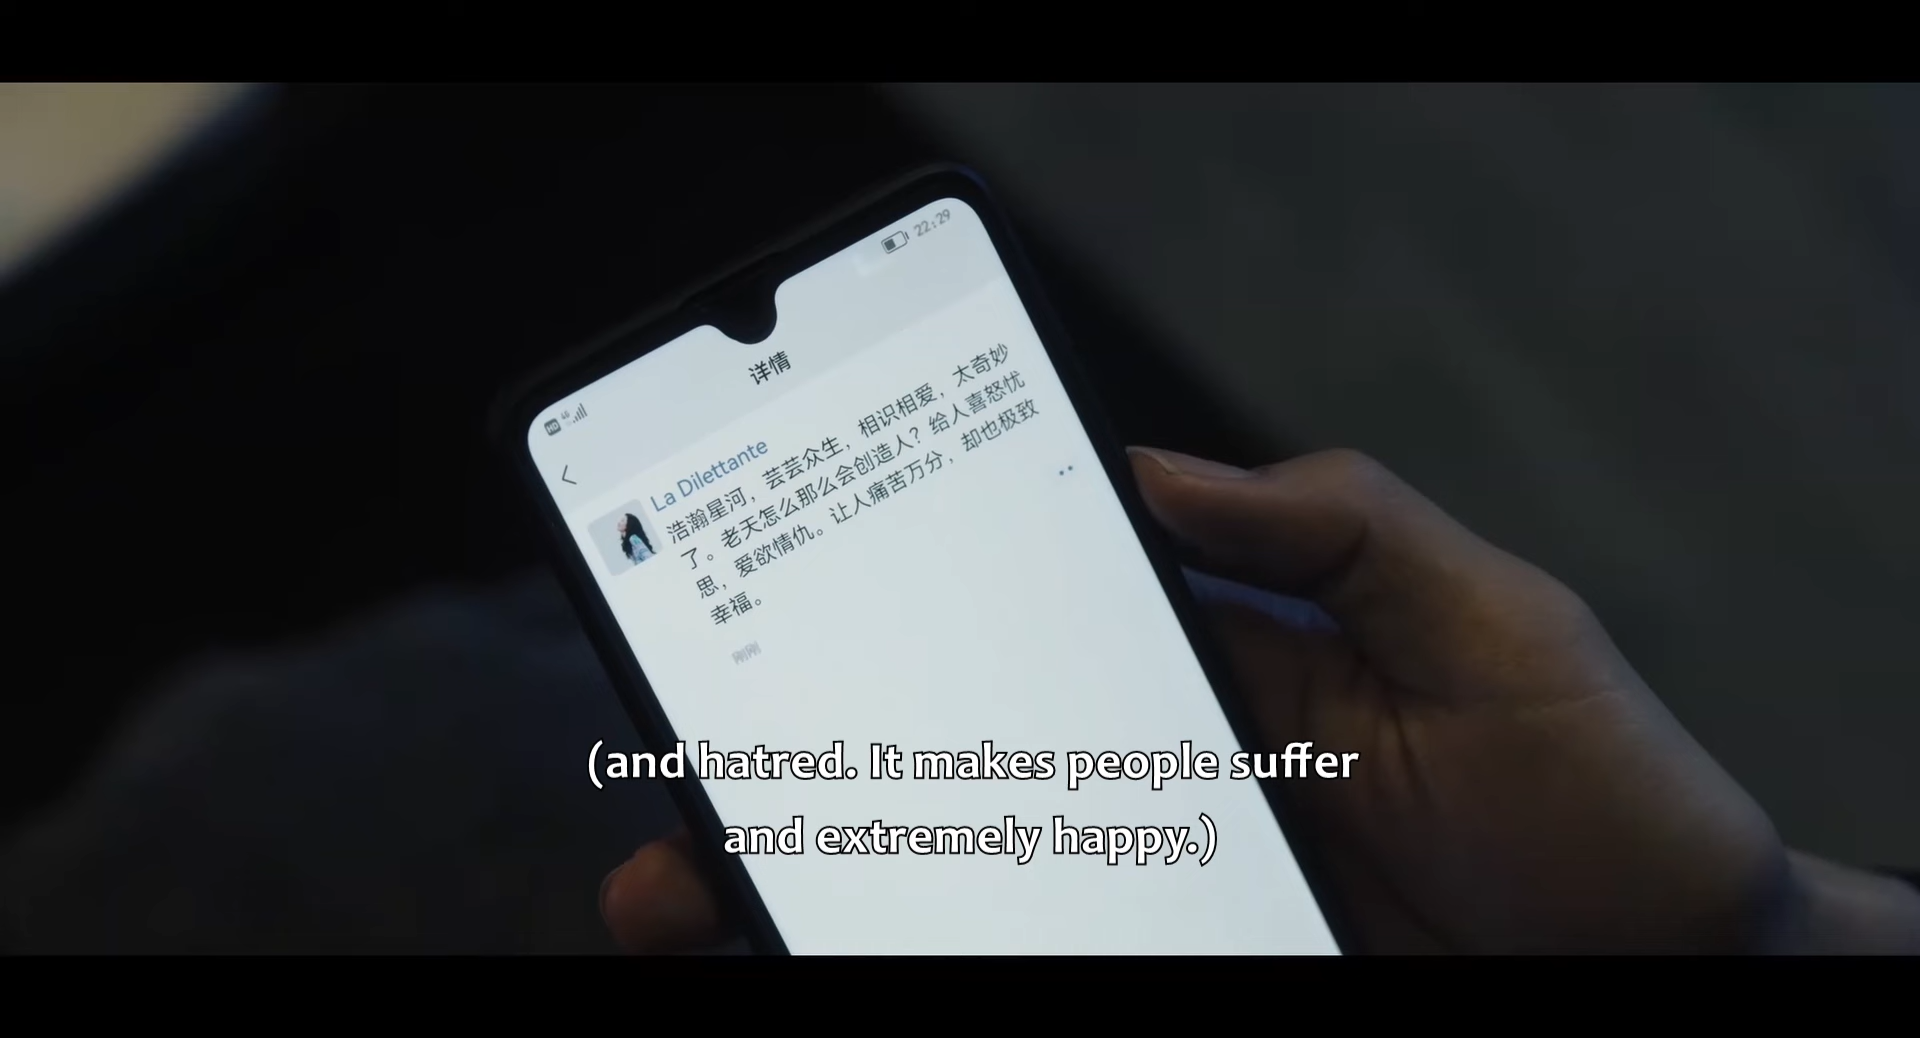 HD 4G
22:29
详情
La Dilettante
浩瀚星河，芸芸众生，相识相爱，太奇妙
了。老天怎么那么会创造人？给人喜怒忧
思，爱欲情仇。让人痛苦万分，却也极致
幸福。
刚刚
(and hatred. It makes people suffer
and extremely happy.)